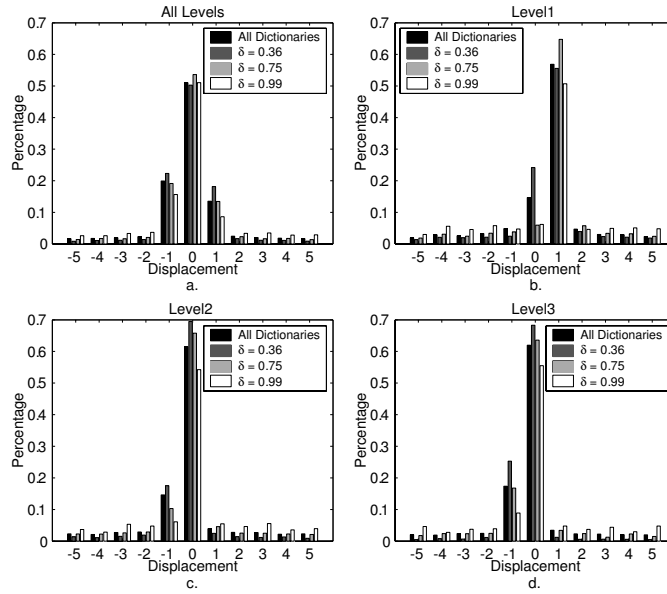 All Levels
0.7
0.6
0.5
0.4
0.3
0.2
0.1
0
Percentage
All Dictionaries
δ = 0.36
δ = 0.75
δ = 0.99
-5 -4 -3 -2 -1 0 1 2 3 4 5
Displacement
a.
Level1
0.7
0.6
0.5
0.4
0.3
0.2
0.1
0
Percentage
All Dictionaries
δ = 0.36
δ = 0.75
δ = 0.99
-5 -4 -3 -2 -1 0 1 2 3 4 5
Displacement
b.
Level2
0.7
0.6
0.5
0.4
0.3
0.2
0.1
0
Percentage
All Dictionaries
δ = 0.36
δ = 0.75
δ = 0.99
-5 -4 -3 -2 -1 0 1 2 3 4 5
Displacement
c.
Level3
0.7
0.6
0.5
0.4
0.3
0.2
0.1
0
Percentage
All Dictionaries
δ = 0.36
δ = 0.75
δ = 0.99
-5 -4 -3 -2 -1 0 1 2 3 4 5
Displacement
d.